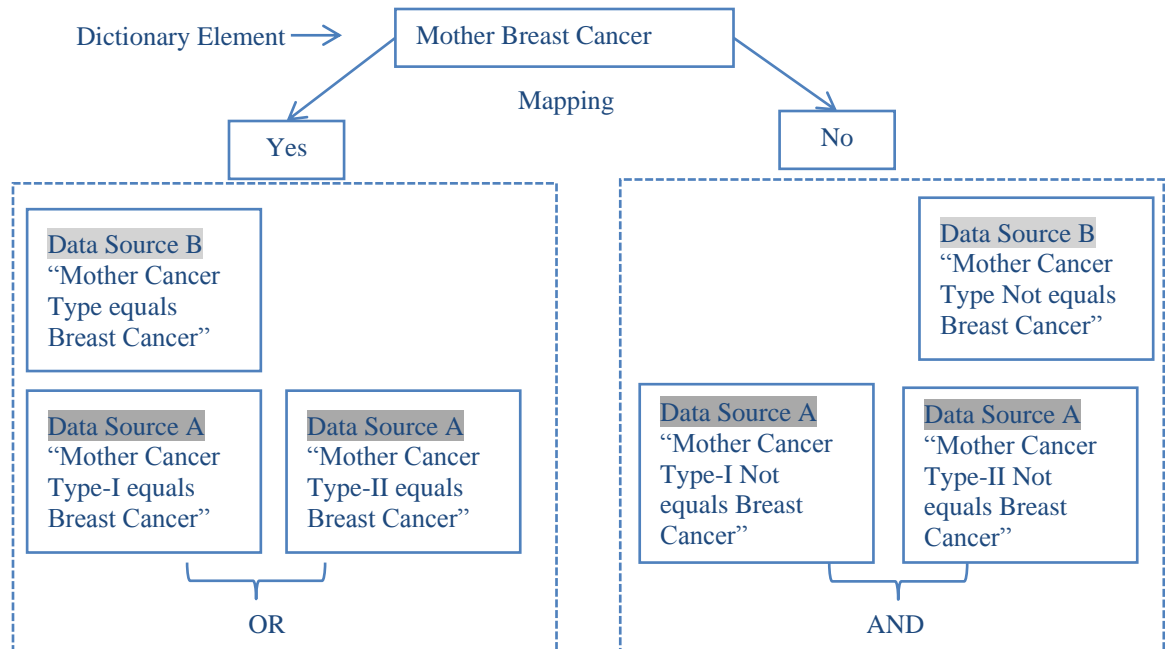 Dictionary Element
Mother Breast Cancer
Mapping
Yes
No
Data Source B
“Mother Cancer
Type equals
Breast Cancer”
Data Source A
“Mother Cancer
Type-I equals
Breast Cancer”
Data Source A
“Mother Cancer
Type-II equals
Breast Cancer”
OR
Data Source B
“Mother Cancer
Type Not equals
Breast Cancer”
Data Source A
“Mother Cancer
Type-I Not
equals Breast
Cancer”
Data Source A
“Mother Cancer
Type-II Not
equals Breast
Cancer”
AND